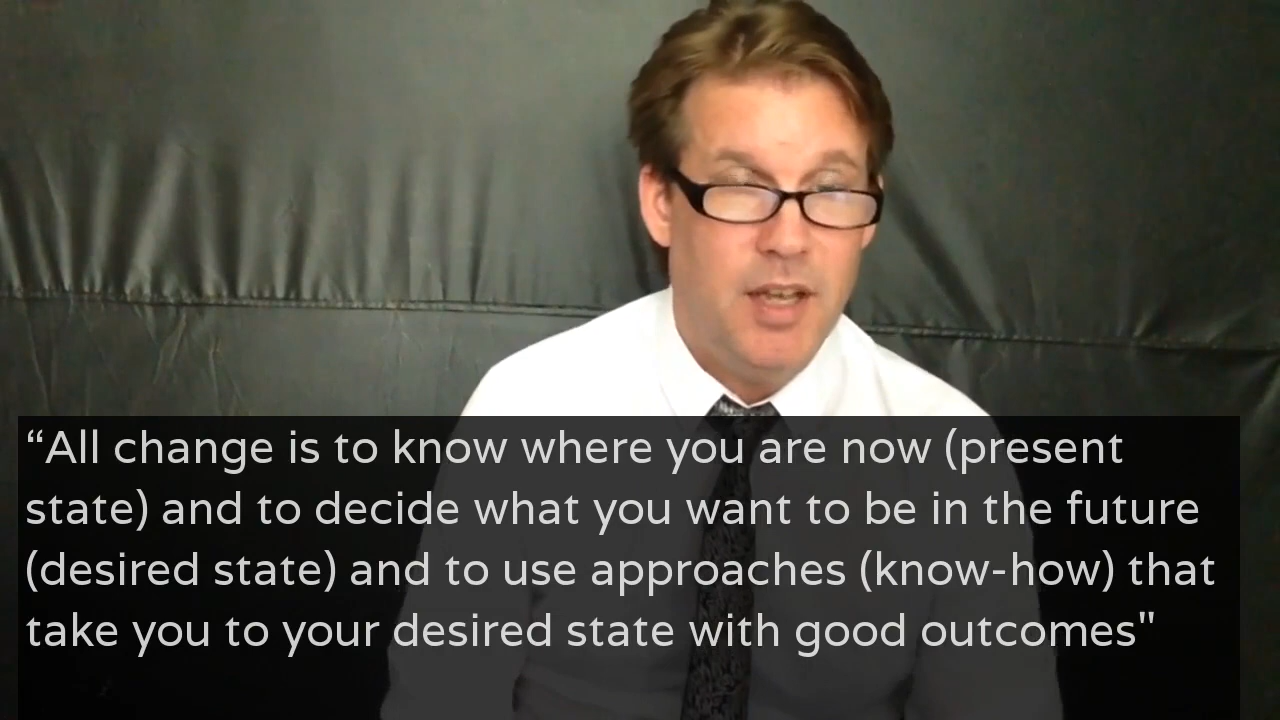 “All change is to know where you are now (present
state) and to decide what you want to be in the future
(desired state) and to use approaches (know-how) that
take you to your desired state with good outcomes"